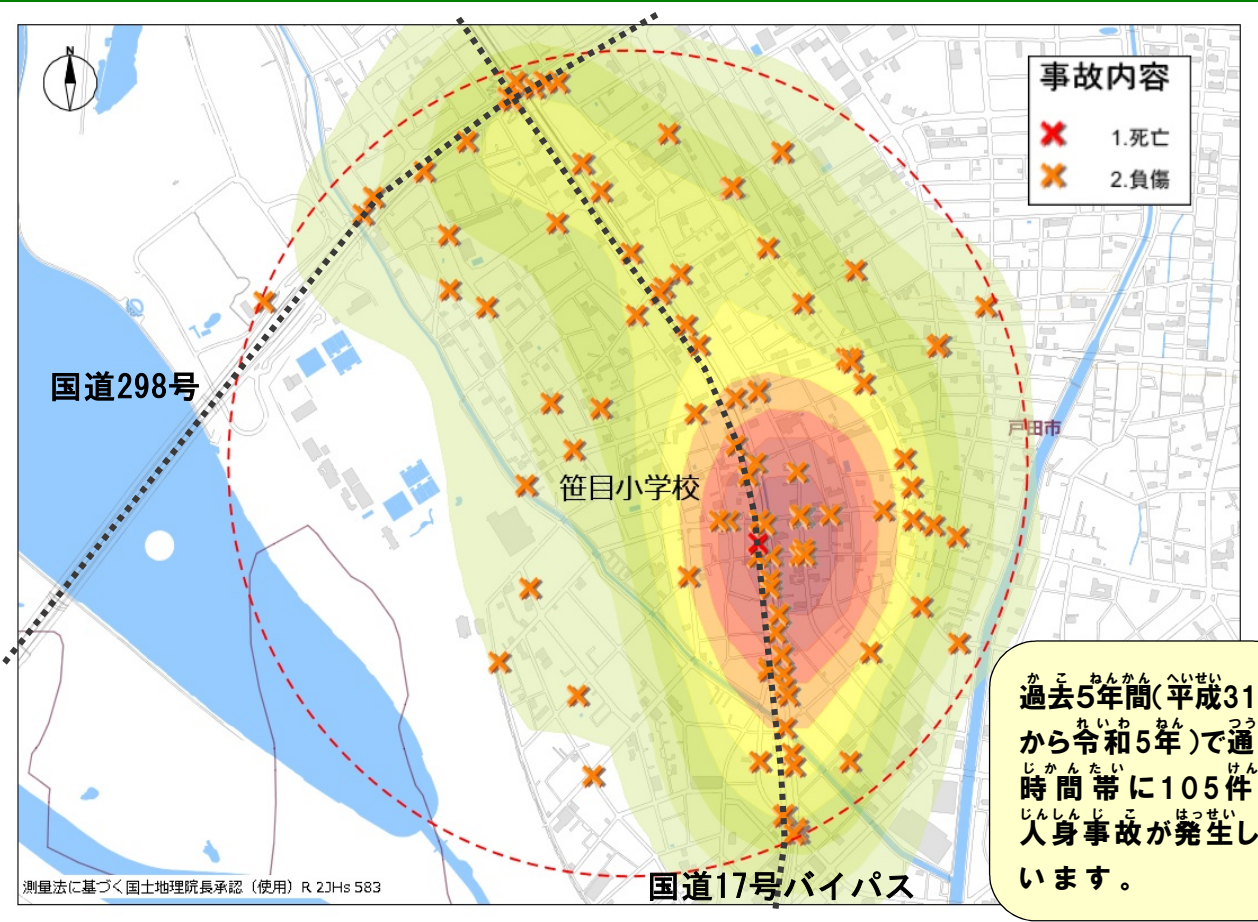 N
事故内容
1.死亡
2.負傷
国道298号
戸田市
笹目小学校
かこ ねんかん へいせい
過去5年間(平成31
れいわ ねん つう
から令和5年)で通
じかんたい けん
時間帯に105件
じんしんじこ はっせい
人身事故が発生し
います。
国道17号バイパス
測量法に基づく国土地理院長承認(使用)R 2JHs 583